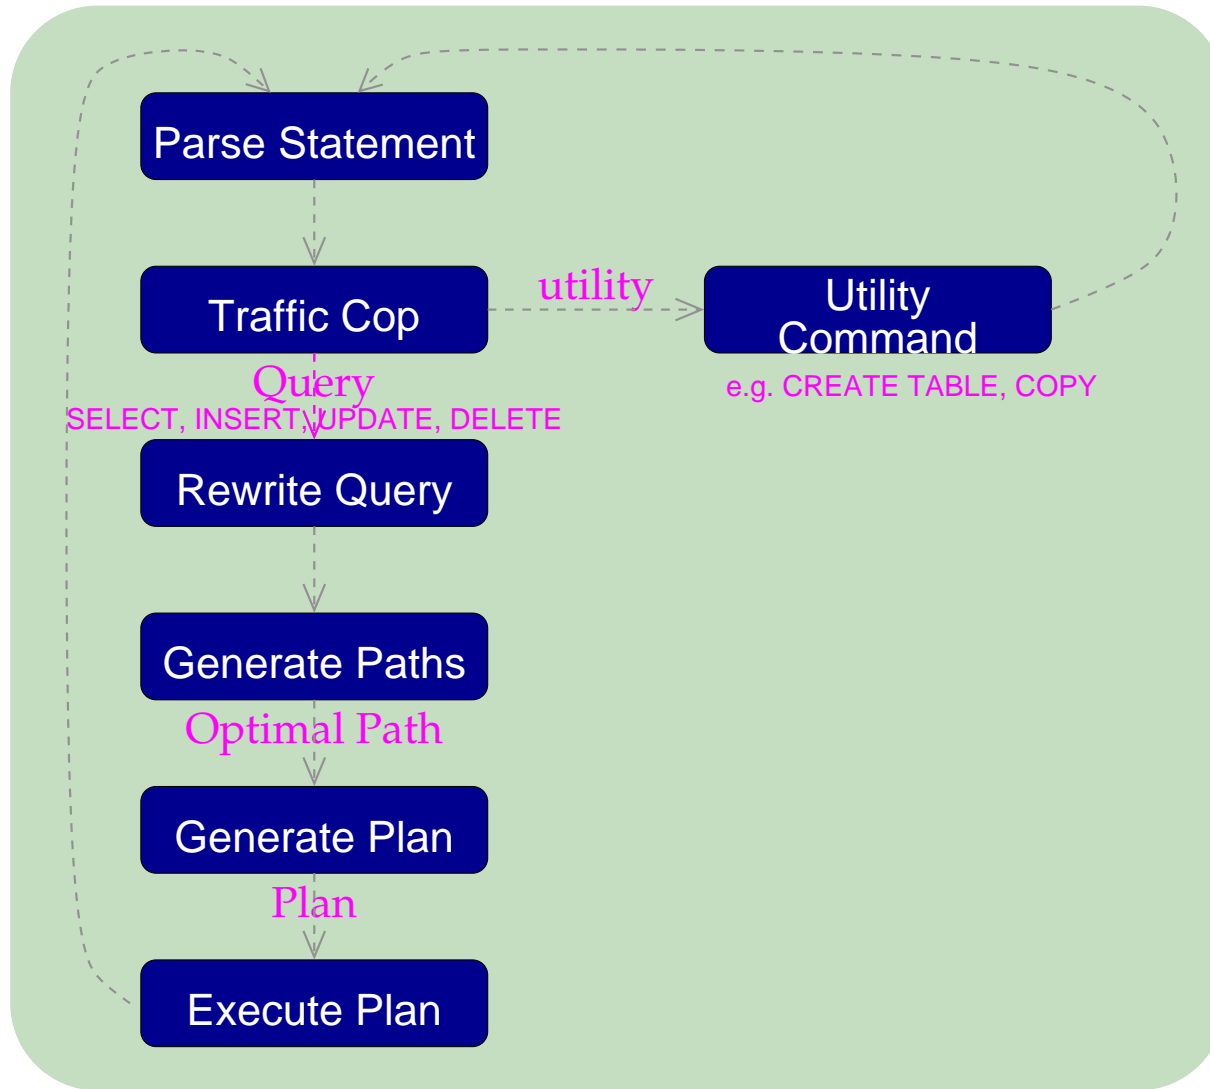 Parse Statement
Traffic Cop
utility
Utility
Command
Query
e.g. CREATE TABLE, COPY
SELECT, INSERT, UPDATE, DELETE
Rewrite Query
Generate Paths
Optimal Path
Generate Plan
Plan
Execute Plan